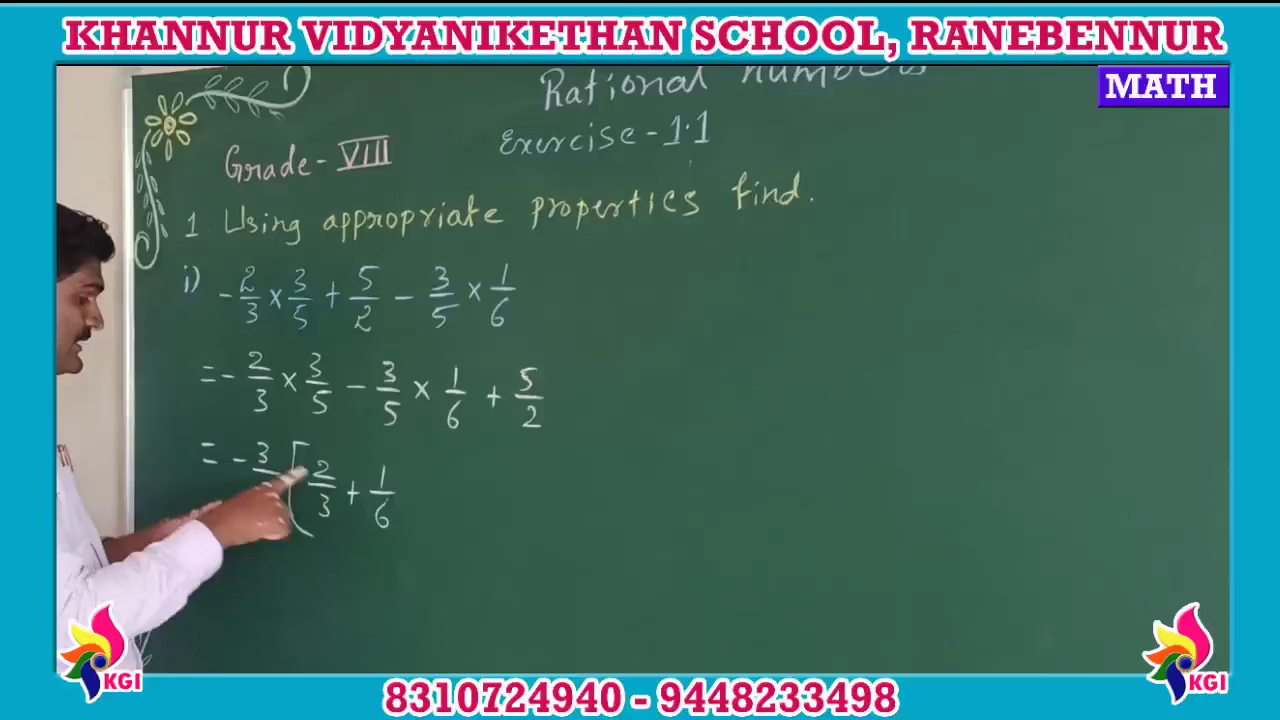 KHANNUR VIDYANIKETHAN SCHOOL, RANEBENNUR
MATH
Rational numbers
Exercise - 1.1
Grade - VIII
1. Using appropriate properties find.
i) -2/3 × 3/5 + 5/2 - 3/5 × 1/6
= -2/3 × 3/5 - 3/5 × 1/6 + 5/2
= - 3 [ 2/3 + 1/6
KGI
KGI
8310724940 - 9448233498